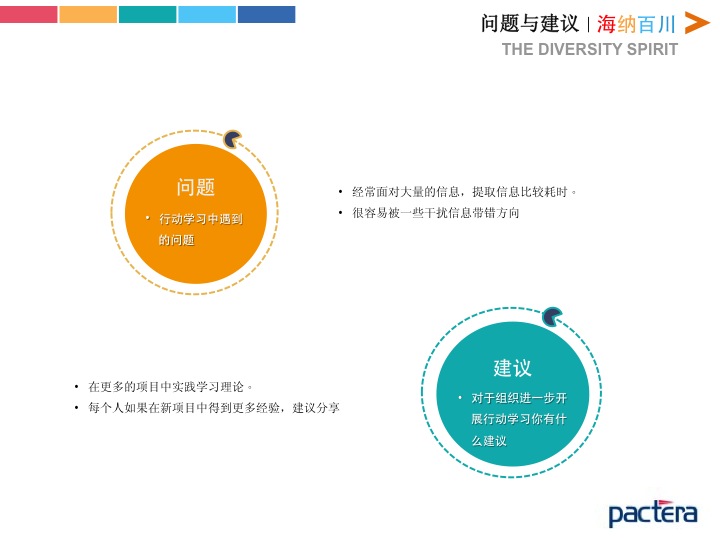 问题与建议 | 海纳百川
THE DIVERSITY SPIRIT
问题
• 行动学习中遇到
的问题
• 经常面对大量的信息，提取信息比较耗时。
• 很容易被一些干扰信息带错方向
建议
• 对于组织进一步开
展行动学习你有什
么建议
• 在更多的项目中实践学习理论。
• 每个人如果在新项目中得到更多经验，建议分享
pactera